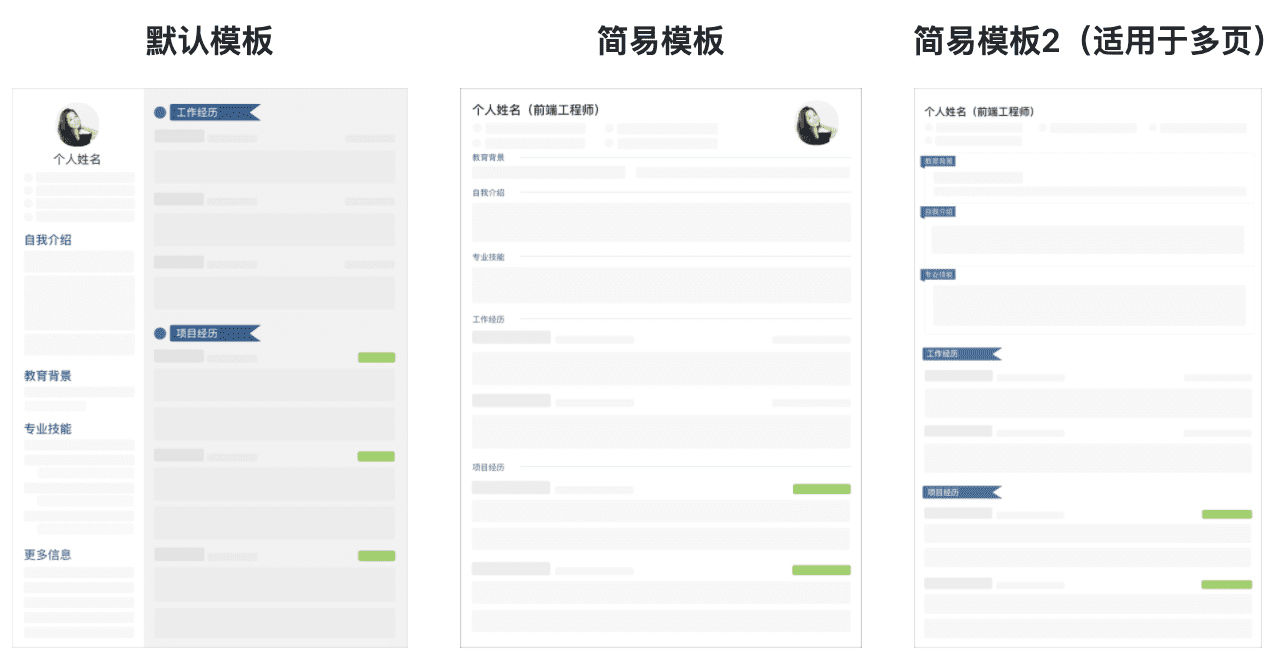 默认模板
简易模板
简易模板2（适用于多页）
个人姓名
自我介绍
教育背景
专业技能
更多信息
工作经历
项目经历
个人姓名（前端工程师）
教育背景
自我介绍
专业技能
工作经历
项目经历
个人姓名（前端工程师）
教育背景
自我介绍
专业技能
工作经历
项目经历